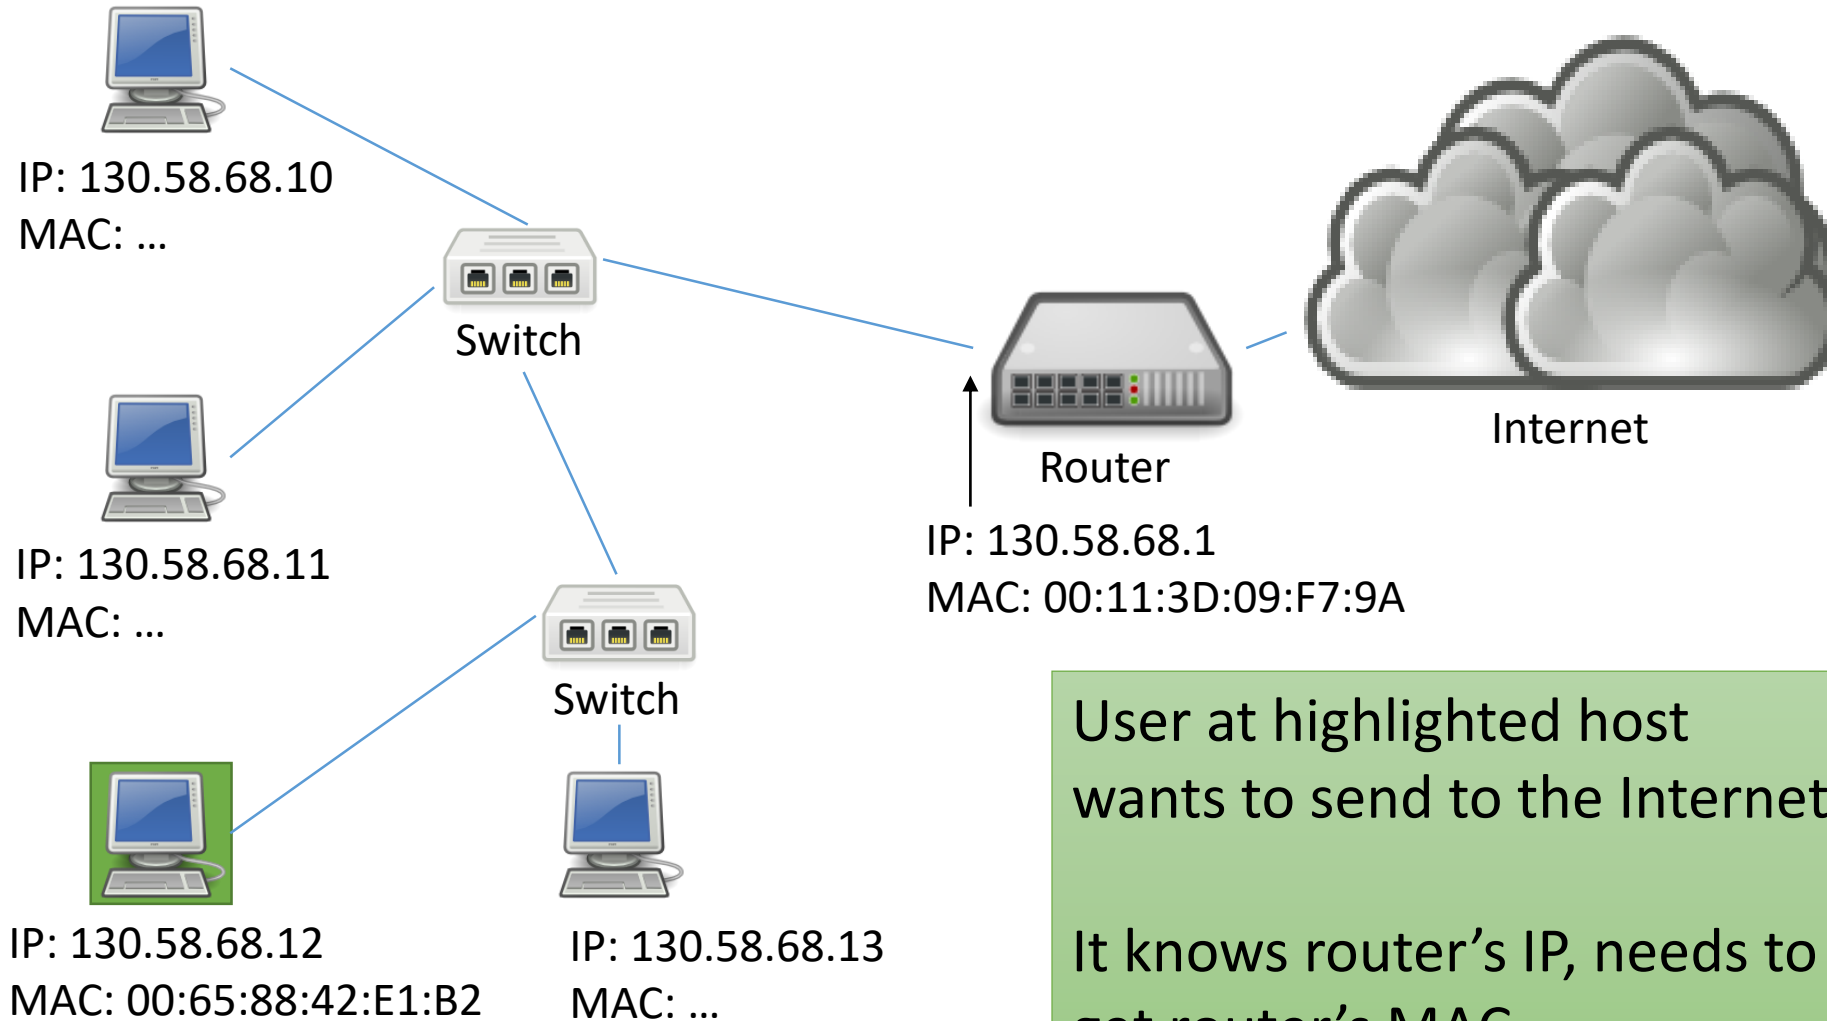 IP: 130.58.68.10
MAC: ...
Switch
Internet
Router
IP: 130.58.68.1
MAC: 00:11:3D:09:F7:9A
IP: 130.58.68.11
MAC: ...
Switch
IP: 130.58.68.12
MAC: 00:65:88:42:E1:B2
IP: 130.58.68.13
MAC: ...
User at highlighted host
wants to send to the Internet
It knows router’s IP, needs to
get router’s MAC